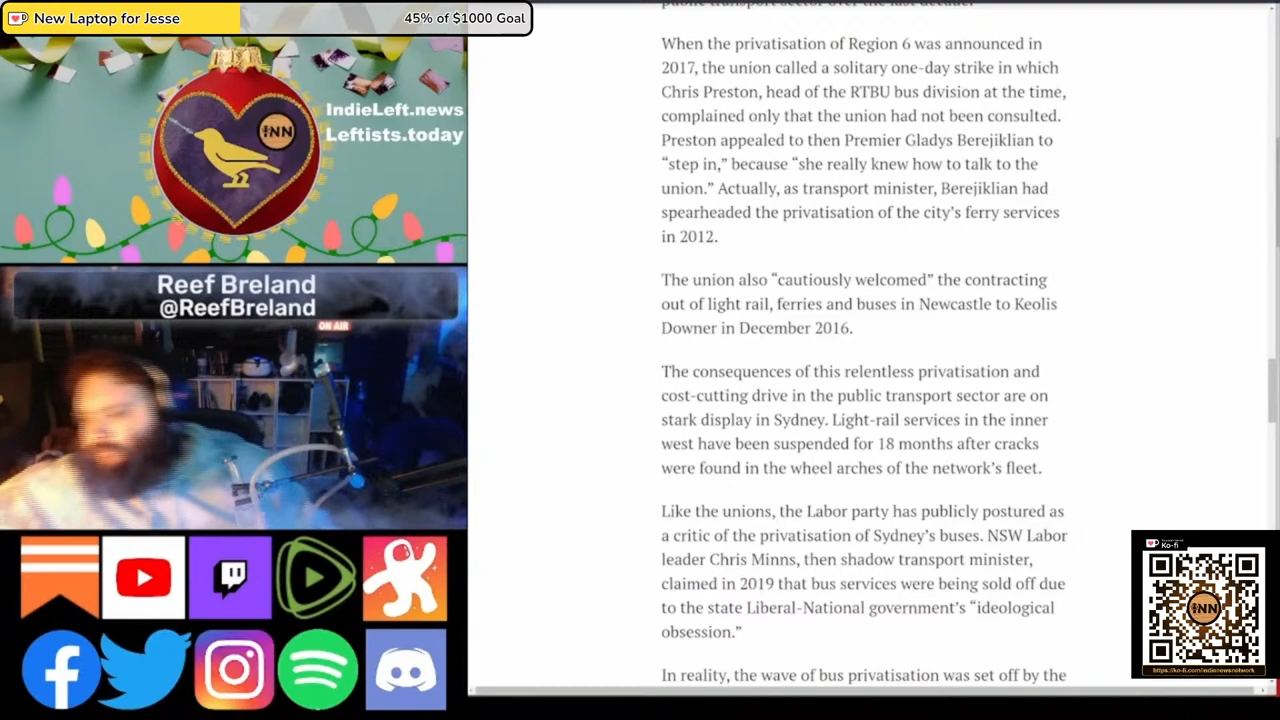 New Laptop for Jesse
45% of $1000 Goal
IndieLeft.news
Leftists.today
INN
Reef Breland
@ReefBreland
ON AIR
public transport sector over the last decade.
When the privatisation of Region 6 was announced in
2017, the union called a solitary one-day strike in which
Chris Preston, head of the RTBU bus division at the time,
complained only that the union had not been consulted.
Preston appealed to then Premier Gladys Berejiklian to
“step in,” because “she really knew how to talk to the
union.” Actually, as transport minister, Berejiklian had
spearheaded the privatisation of the city’s ferry services
in 2012.
The union also “cautiously welcomed” the contracting
out of light rail, ferries and buses in Newcastle to Keolis
Downer in December 2016.
The consequences of this relentless privatisation and
cost-cutting drive in the public transport sector are on
stark display in Sydney. Light-rail services in the inner
west have been suspended for 18 months after cracks
were found in the wheel arches of the network’s fleet.
Like the unions, the Labor party has publicly postured as
a critic of the privatisation of Sydney’s buses. NSW Labor
leader Chris Minns, then shadow transport minister,
claimed in 2019 that bus services were being sold off due
to the state Liberal-National government’s “ideological
obsession.”
In reality, the wave of bus privatisation was set off by the
Ko-fi
INN
https://ko-fi.com/indienewsnetwork